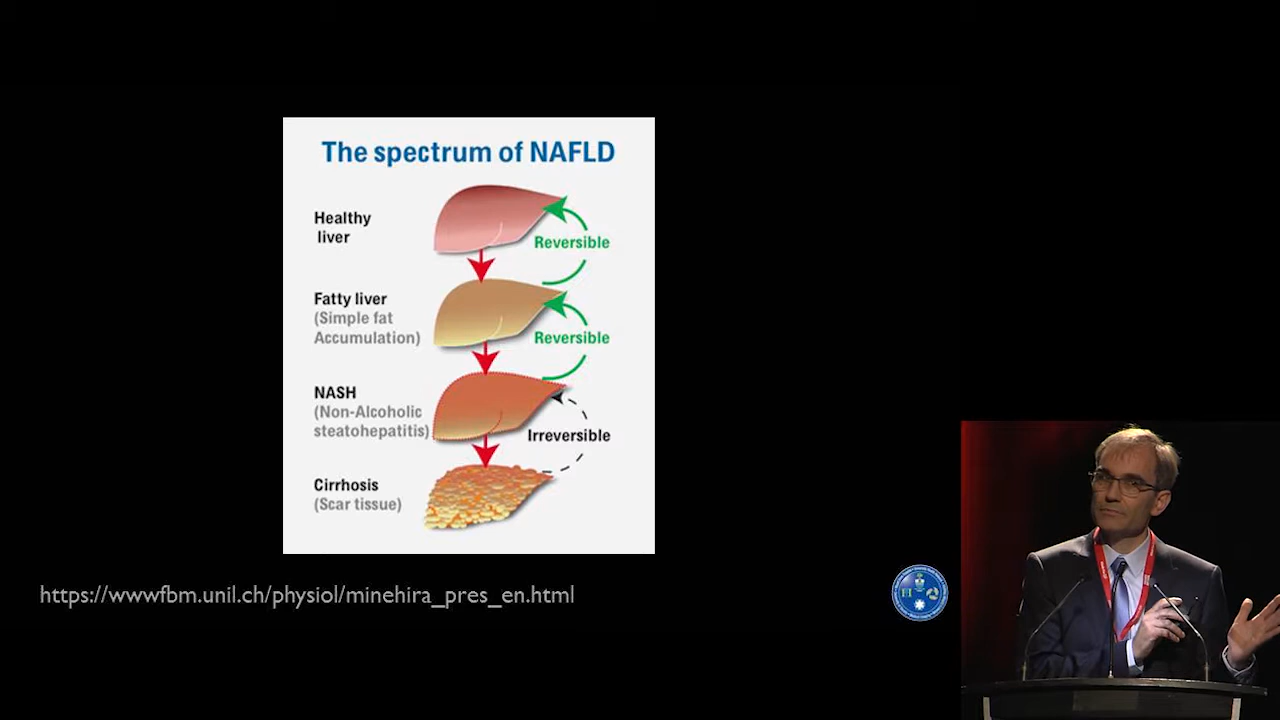 The spectrum of NAFLD
Healthy
liver
Reversible
Fatty liver
(Simple fat
Accumulation)
Reversible
NASH
(Non-Alcoholic
steatohepatitis)
Irreversible
Cirrhosis
(Scar tissue)
https://wwwfbm.unil.ch/physiol/minehira_pres_en.html